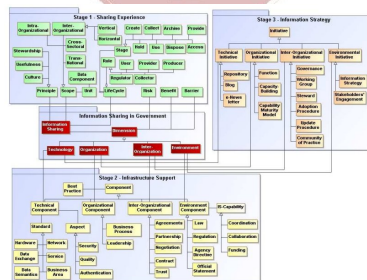 Stage 1 - Sharing Experience
Intra-Organizational
Inter-Organizational
Vertical
Create
Collect
Archive
Provide
Cross-Sectoral
Horizontal
Stewardship
Trans-National
Stage
Hold
Use
Dispose
Access
Usefulness
Role
User
Provider
Producer
Culture
Data Component
Regulator
Collector
Principle
Scope
Unit
LifeCycle
Risk
Benefit
Barrier
Stage 3 - Information Strategy
Initiative
Technical Initiative
Organizational Initiative
Inter-Organizational Initiative
Environmental Initiative
Repository
Function
Governance
Information Strategy
Blog
Capacity-Building
Working Group
Stakeholders' Engagement
e-News letter
Capability Maturity Model
Steward
Adoption Procedure
Update Procedure
Community of Practice
Information Sharing in Government
Information Sharing
Dimension
Technology
Organization
Inter-Organization
Environment
Stage 2 - Infrastructure Support
Best Practice
Component
Technical Component
Organizational Component
Inter-Organizational Component
Environment Component
IS-Capability
Standard
Aspect
Business Process
Agreements
Law
Coordination
Hardware
Network
Security
Leadership
Partnership
Regulation
Collaboration
Data Exchange
Service
Quality
Negotiation
Agency Direction
Funding
Data Semantics
Business Area
Authentication
Contract
Official Statement
Trust